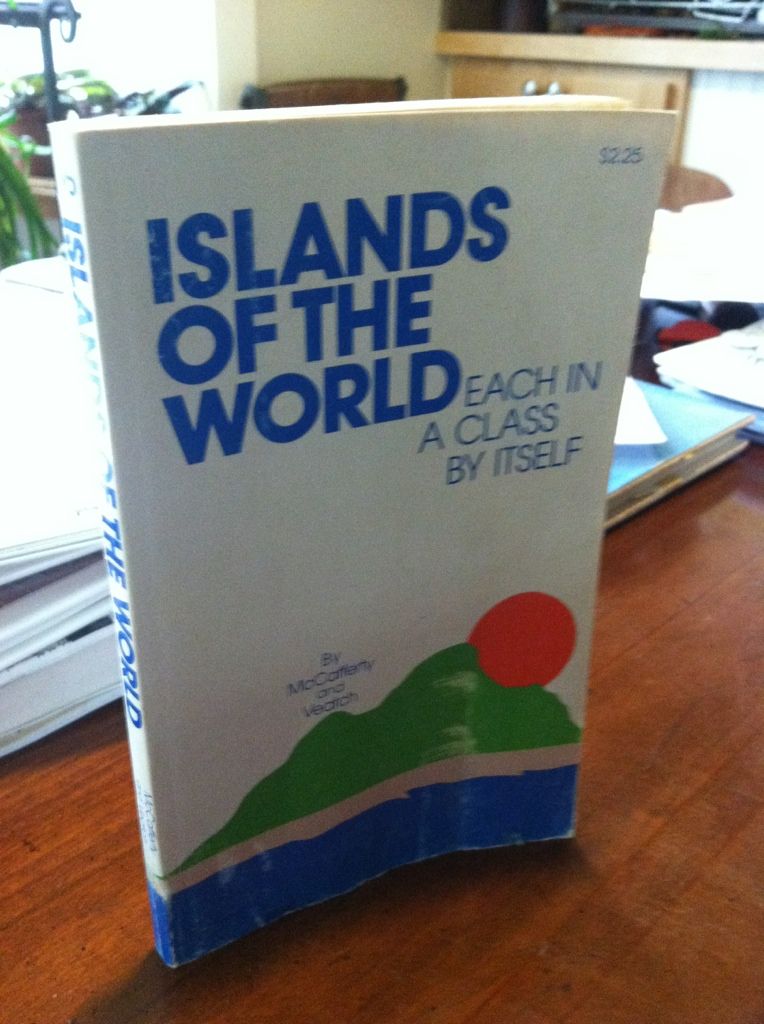 $2.25
ISLANDS
OF THE
WORLD
EACH IN
A CLASS
BY ITSELF
By
McCafferty
and
Veatch
ISLANDS OF THE WORLD